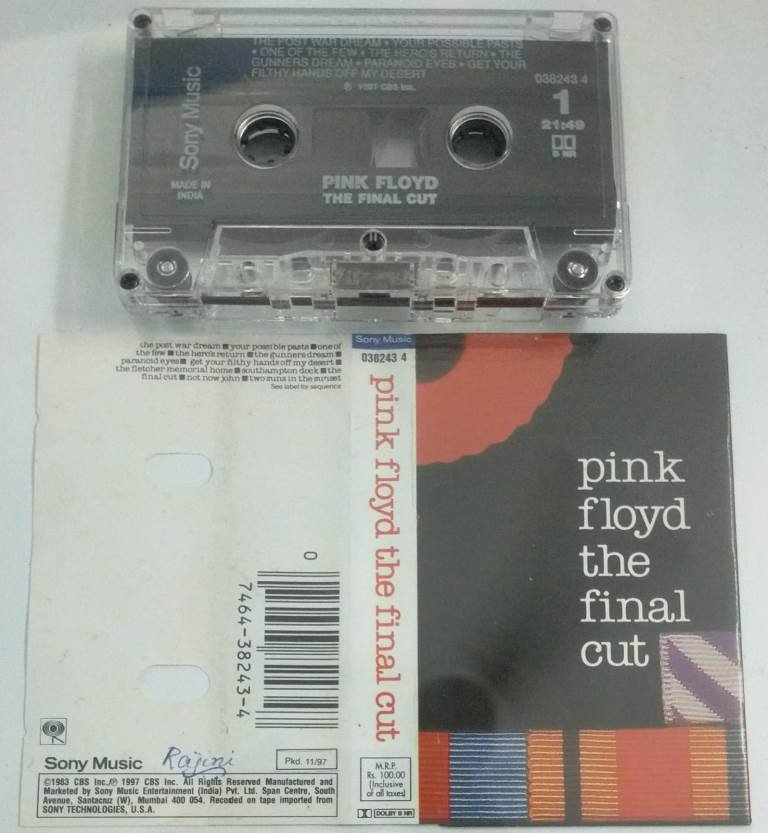 THE POST WAR DREAM • YOUR POSSIBLE PASTS
• ONE OF THE FEW • THE HERO'S RETURN • THE
GUNNERS DREAM • PARANOID EYES • GET YOUR
FILTHY HANDS OFF MY DESERT
℗ 1997 CBS Inc.
038243 4
1
21:49
B NR
Sony Music
MADE IN
INDIA
PINK FLOYD
THE FINAL CUT
the post war dream ■ your possible pasts ■ one of
the few ■ the hero's return ■ the gunners dream ■
paranoid eyes ■ get your filthy hands off my desert ■
the fletcher memorial home ■ southampton dock ■ the
final cut ■ not now john ■ two suns in the sunset
See label for sequence
0
7464-38243-4
Sony Music
Rajini
Pkd. 11/97
©1983 CBS Inc./℗ 1997 CBS Inc. All Rights Reserved Manufactured and
Marketed by Sony Music Entertainment (India) Pvt. Ltd. Span Centre, South
Avenue, Santacruz (W), Mumbai 400 054. Recorded on tape imported from
SONY TECHNOLOGIES, U.S.A.
Sony Music
038243 4
pink floyd the final cut
M.R.P.
Rs. 100.00
(Inclusive
of all taxes)
DOLBY B NR
pink
floyd
the
final
cut